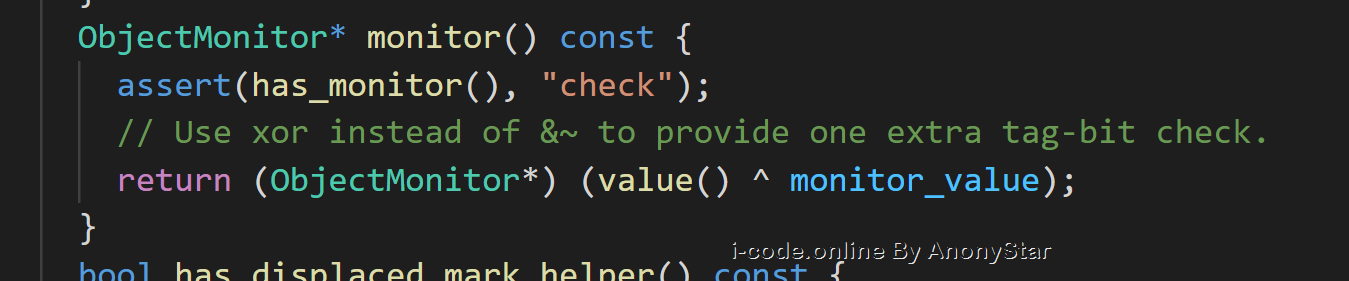 }
ObjectMonitor* monitor() const {
assert(has_monitor(), "check");
// Use xor instead of &~ to provide one extra tag-bit check.
return (ObjectMonitor*) (value() ^ monitor_value);
}
i-code.online By AnonyStar
bool has_displaced_mark_helper() const {